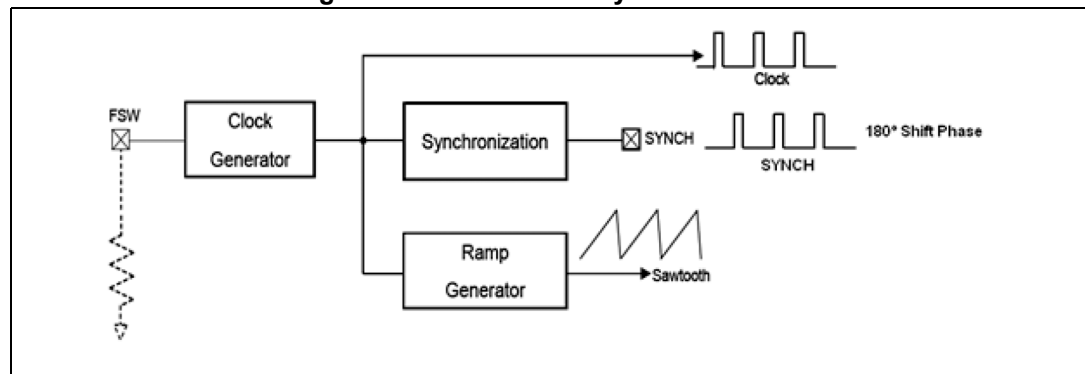 Clock
FSW
Clock
Generator
Synchronization
SYNCH
180° Shift Phase
SYNCH
Ramp
Generator
Sawtooth